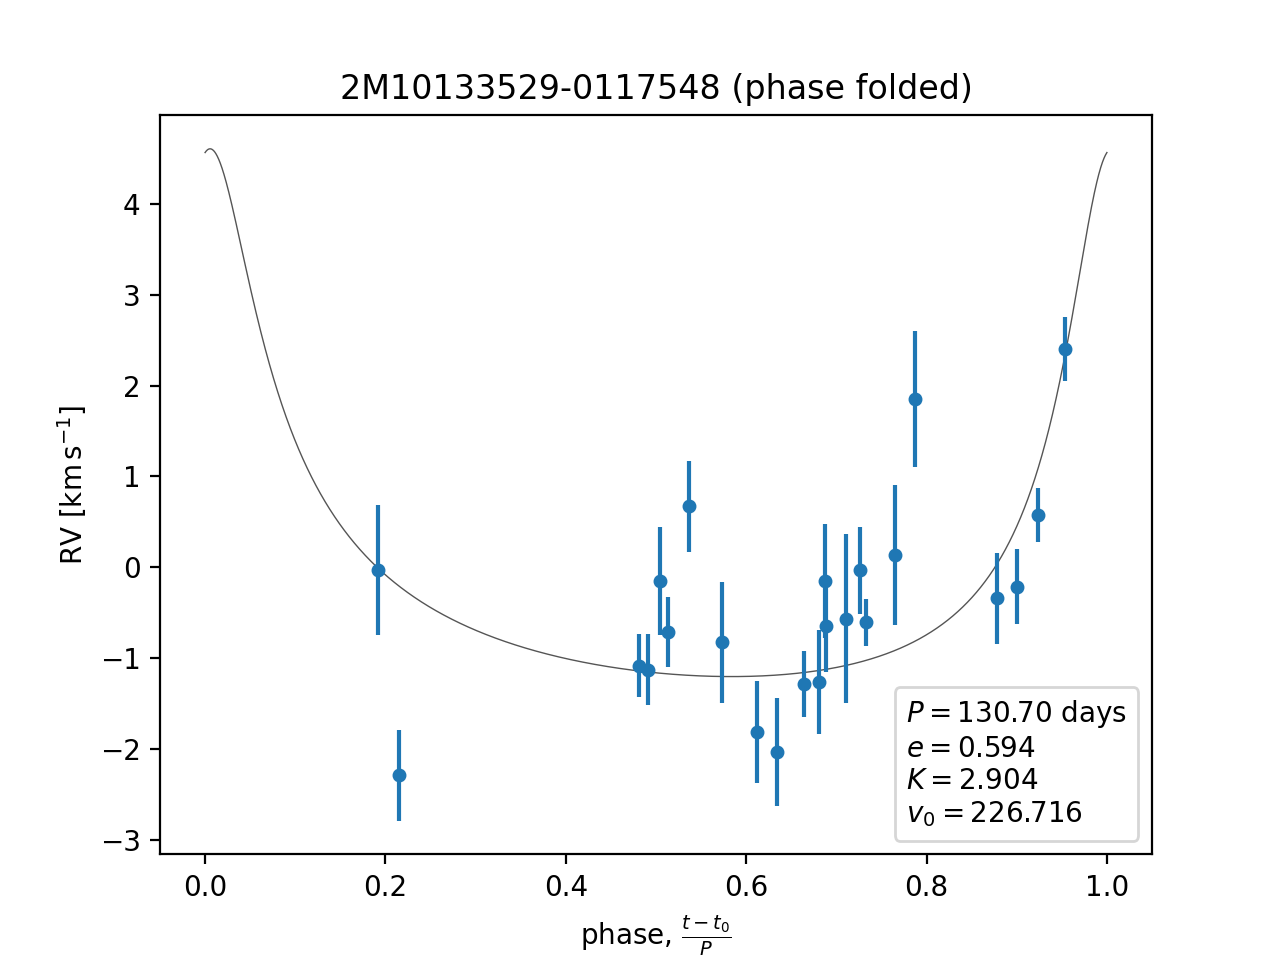 2M10133529-0117548 (phase folded)
RV [km s⁻¹]
4
3
2
1
0
−1
−2
−3
P = 130.70 days
e = 0.594
K = 2.904
v₀ = 226.716
0.0 0.2 0.4 0.6 0.8 1.0
phase, (t − t₀)/P